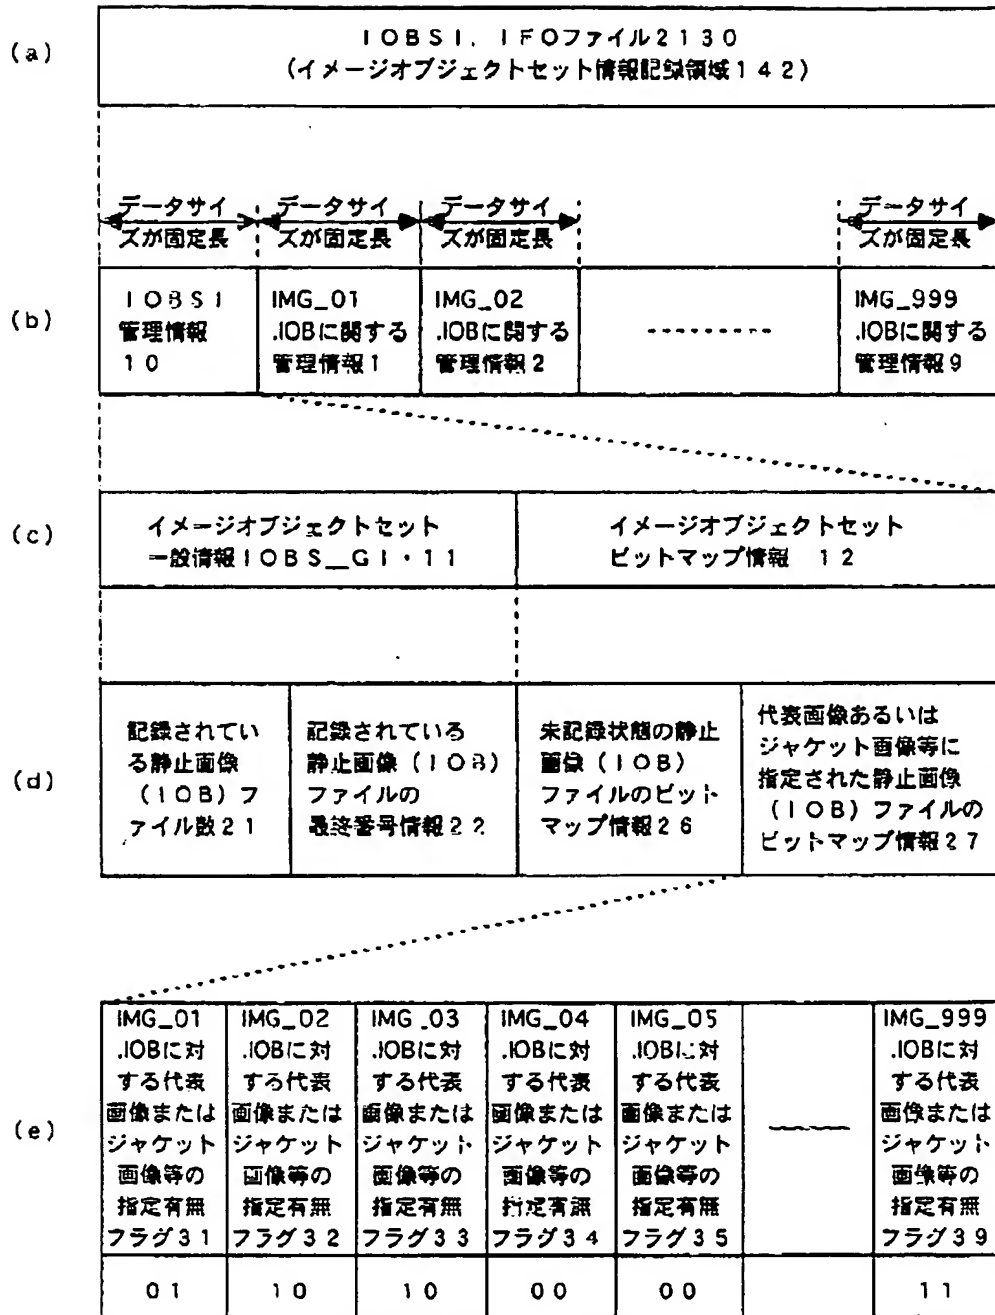 (a)
ＩＯＢＳＩ．ＩＦＯファイル２１３０
(イメージオブジェクトセット情報記録領域１４２)
データサイ
ズが固定長
データサイ
ズが固定長
データサイ
ズが固定長
データサイ
ズが固定長
(b)
ＩＯＢＳＩ
管理情報
１０
IMG_01
.IOBに関する
管理情報１
IMG_02
.IOBに関する
管理情報２
IMG_999
.IOBに関する
管理情報９
(c)
イメージオブジェクトセット
一般情報ＩＯＢＳ＿ＧＩ・１１
イメージオブジェクトセット
ビットマップ情報　１２
(d)
記録されてい
る静止画像
(ＩＯＢ)フ
ァイル数２１
記録されている
静止画像(ＩＯＢ)
ファイルの
最終番号情報２２
未記録状態の静止
画像(ＩＯＢ)
ファイルのビット
マップ情報２６
代表画像あるいは
ジャケット画像等に
指定された静止画像
(ＩＯＢ)ファイルの
ビットマップ情報２７
(e)
IMG_01
.IOBに対
する代表
画像または
ジャケット
画像等の
指定有無
フラグ３１
０１
IMG_02
.IOBに対
する代表
画像または
ジャケット
画像等の
指定有無
フラグ３２
１０
IMG_03
.IOBに対
する代表
画像または
ジャケット
画像等の
指定有無
フラグ３３
１０
IMG_04
.IOBに対
する代表
画像または
ジャケット
画像等の
指定有無
フラグ３４
００
IMG_05
.IOBに対
する代表
画像または
ジャケット
画像等の
指定有無
フラグ３５
００
IMG_999
.IOBに対
する代表
画像または
ジャケット
画像等の
指定有無
フラグ３９
１１